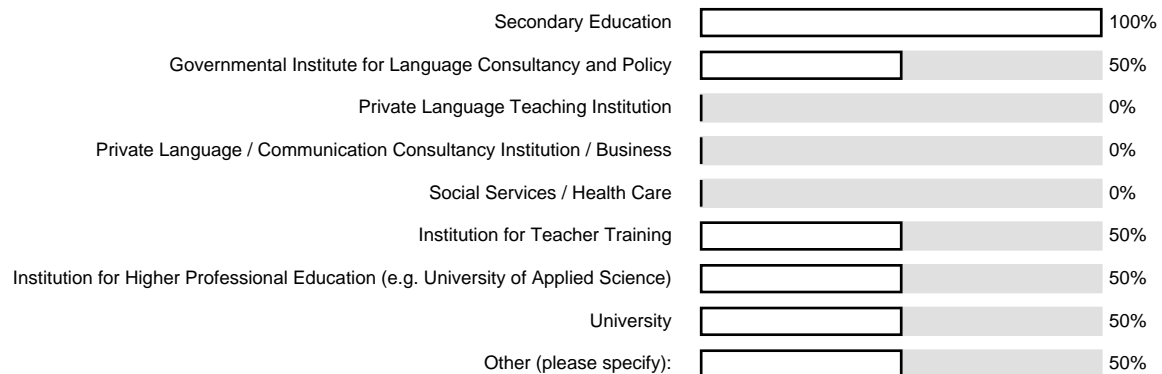 Secondary Education 100%
Governmental Institute for Language Consultancy and Policy 50%
Private Language Teaching Institution 0%
Private Language / Communication Consultancy Institution / Business 0%
Social Services / Health Care 0%
Institution for Teacher Training 50%
Institution for Higher Professional Education (e.g. University of Applied Science) 50%
University 50%
Other (please specify): 50%